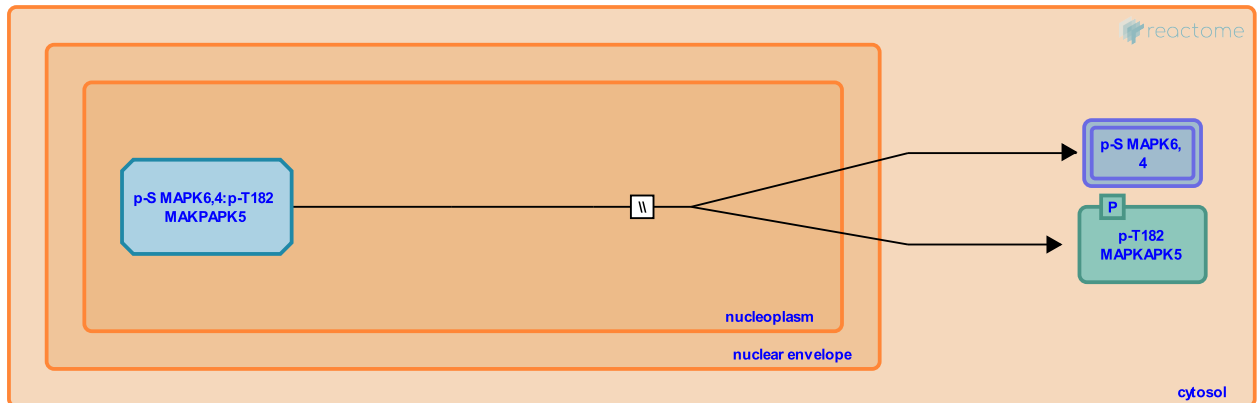 reactome
p-S MAPK6,
4
p-S MAPK6,4:p-T182
MAKPAPK5
\\
P
p-T182
MAPKAPK5
nucleoplasm
nuclear envelope
cytosol